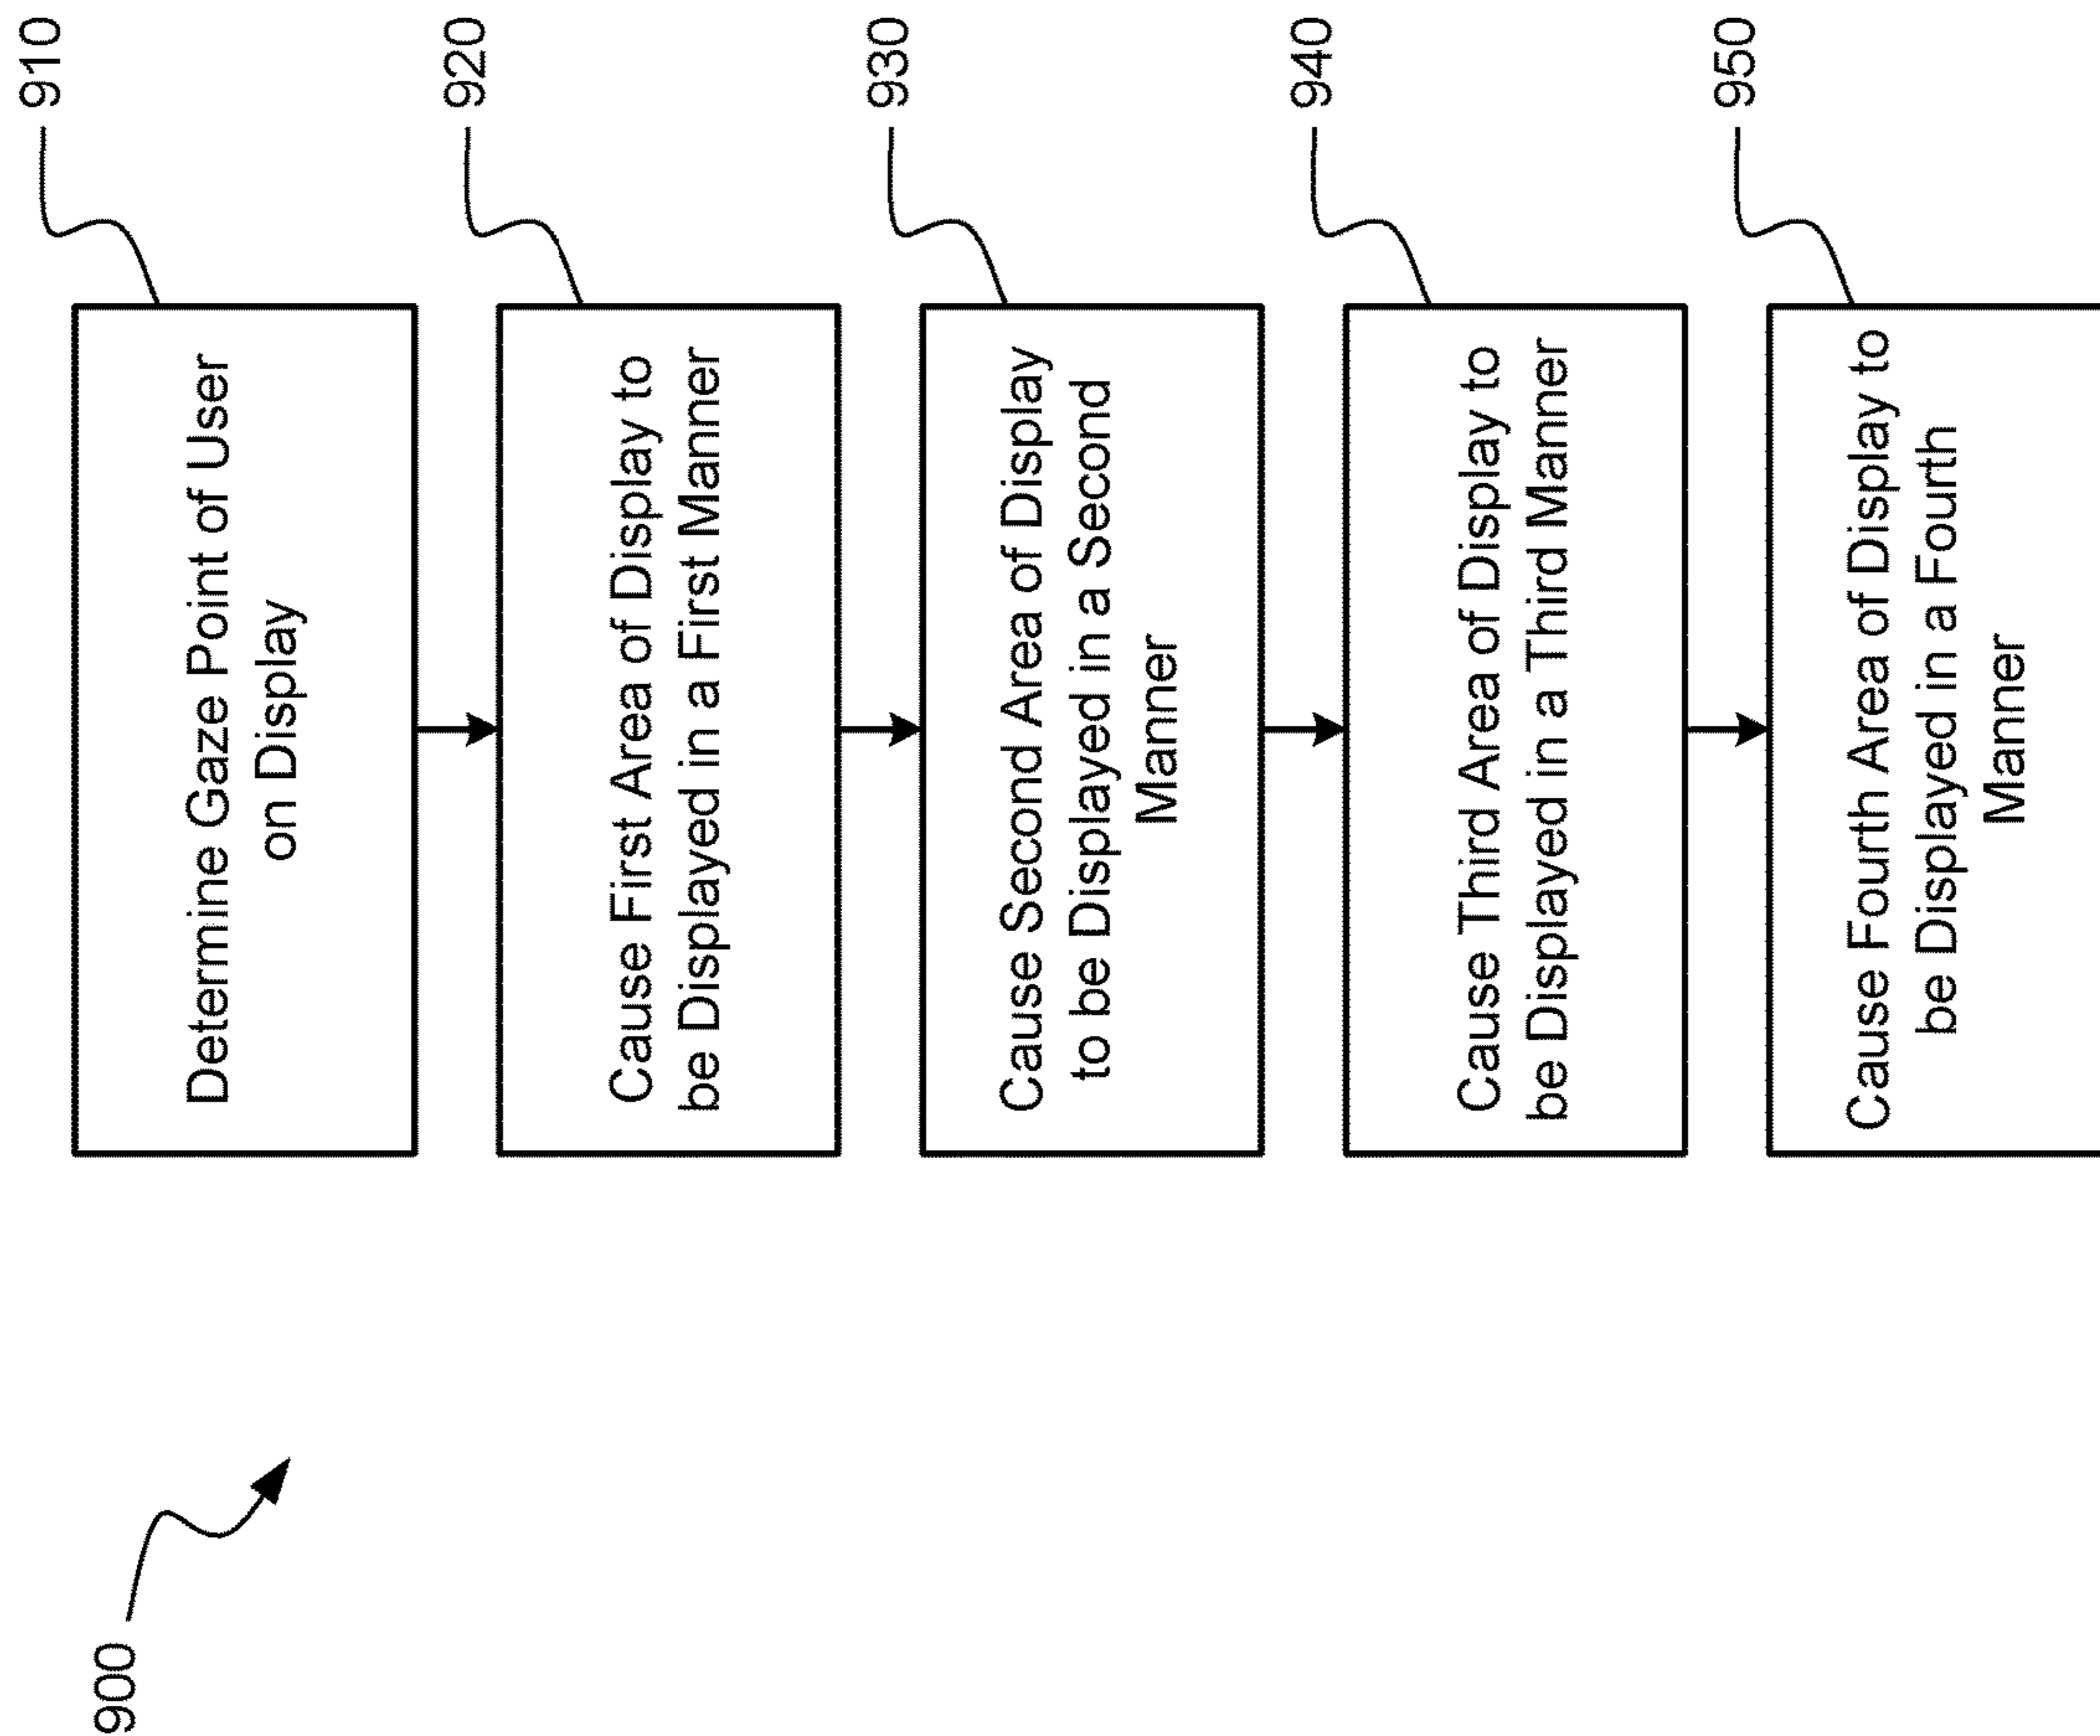 900
910
Determine Gaze Point of User
on Display
920
Cause First Area of Display to
be Displayed in a First Manner
930
Cause Second Area of Display
to be Displayed in a Second
Manner
940
Cause Third Area of Display to
be Displayed in a Third Manner
950
Cause Fourth Area of Display to
be Displayed in a Fourth
Manner